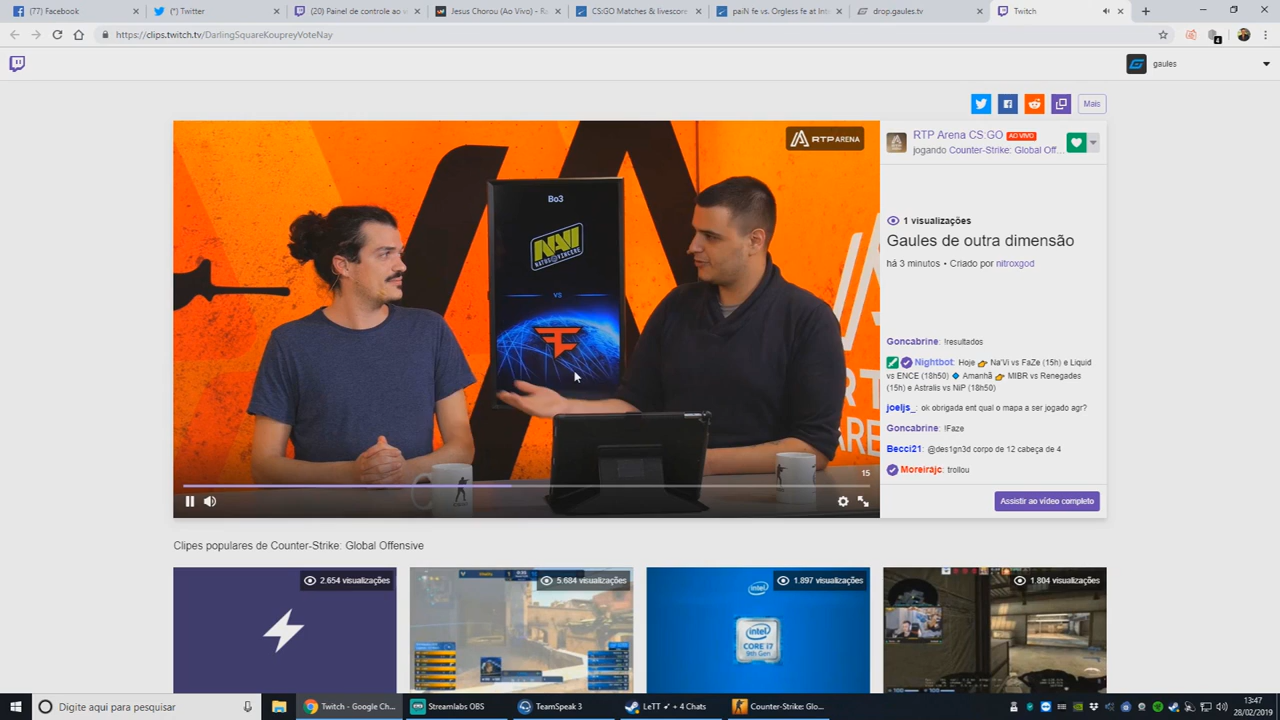 (77) Facebook
(*) Twitter
(20) Painel de controle ao v
Jesus Chorou (Ao Vivo) - Ra
CS:GO Matches & livescore
paiN fe vs. Orgless fe at Int
drop.gaules.tv
Twitch
https://clips.twitch.tv/DarlingSquareKoupreyVoteNay
gaules
Mais
RTP ARENA
Bo3
NAVI
NATUS VINCERE
VS
RTP Arena CS:GO AO VIVO
jogando Counter-Strike: Global Off...
1 visualizações
Gaules de outra dimensão
há 3 minutos • Criado por nitroxgod
Goncabrine: !resultados
Nightbot: Hoje 👉 Na'Vi vs FaZe (15h) e Liquid
vs ENCE (18h50) 🔹 Amanhã 👉 MIBR vs Renegades
(15h) e Astralis vs NiP (18h50)
joeljs_: ok obrigada ent qual o mapa a ser jogado agr?
Goncabrine: !Faze
Becci21: @des1gn3d corpo de 12 cabeça de 4
Moreirajc: trollou
15
Assistir ao vídeo completo
Clipes populares de Counter-Strike: Global Offensive
2.654 visualizações
5.684 visualizações
1.897 visualizações
1.804 visualizações
intel
intel
CORE i7
9th Gen
Digite aqui para pesquisar
Twitch - Google Ch...
Streamlabs OBS
TeamSpeak 3
LeTT ➶ + 4 Chats
Counter-Strike: Glo...
13:47
28/02/2019